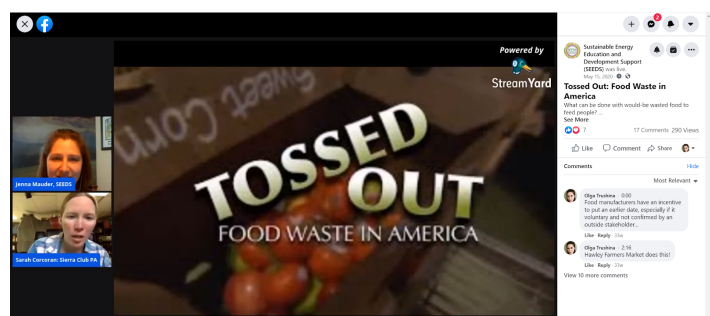 Powered by
StreamYard
Sweet Corn
TOSSED
OUT
FOOD WASTE IN AMERICA
Jenna Mauder, SEEDS
Sarah Corcoran: Sierra Club PA
2
Sustainable Energy
Education and
Development Support
(SEEDS) was live.
May 15, 2020
Tossed Out: Food Waste in
America
What can be done with would-be wasted food to
feed people? ...
See More
7
17 Comments 290 Views
Like Comment Share
Comments Hide
Most Relevant
Olga Trushina · 0:00
Food manufacturers have an incentive
to put an earlier date, especially if it
voluntary and not confirmed by an
outside stakeholder...
Like · Reply · 33w
Olga Trushina · 2:16
Hawley Farmers Market does this!
Like · Reply · 33w
View 10 more comments